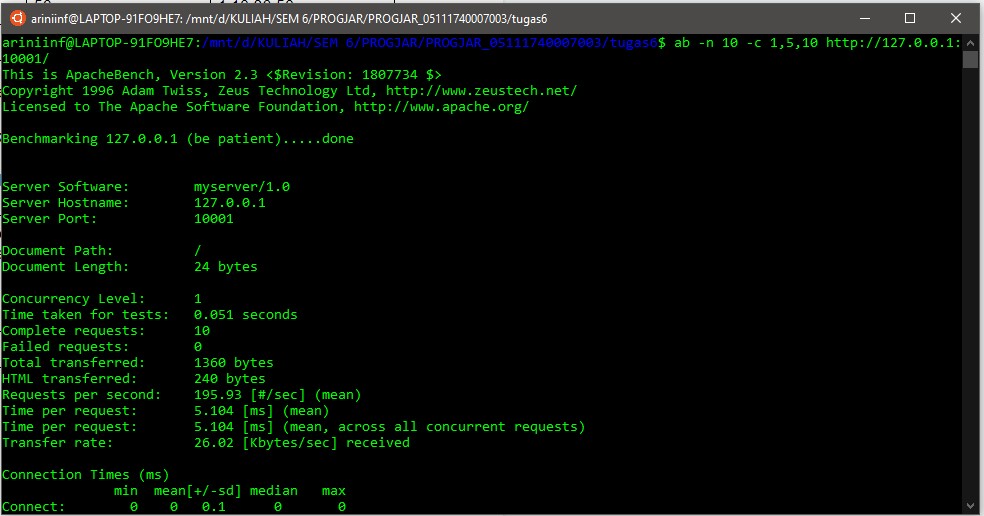 ariniinf@LAPTOP-91FO9HE7: /mnt/d/KULIAH/SEM 6/PROGJAR/PROGJAR_05111740007003/tugas6
ariniinf@LAPTOP-91FO9HE7:/mnt/d/KULIAH/SEM 6/PROGJAR/PROGJAR_05111740007003/tugas6$ ab -n 10 -c 1,5,10 http://127.0.0.1:
10001/
This is ApacheBench, Version 2.3 <$Revision: 1807734 $>
Copyright 1996 Adam Twiss, Zeus Technology Ltd, http://www.zeustech.net/
Licensed to The Apache Software Foundation, http://www.apache.org/
Benchmarking 127.0.0.1 (be patient).....done
Server Software:        myserver/1.0
Server Hostname:        127.0.0.1
Server Port:            10001
Document Path:          /
Document Length:        24 bytes
Concurrency Level:      1
Time taken for tests:   0.051 seconds
Complete requests:      10
Failed requests:        0
Total transferred:      1360 bytes
HTML transferred:       240 bytes
Requests per second:    195.93 [#/sec] (mean)
Time per request:       5.104 [ms] (mean)
Time per request:       5.104 [ms] (mean, across all concurrent requests)
Transfer rate:          26.02 [Kbytes/sec] received
Connection Times (ms)
              min  mean[+/-sd] median   max
Connect:        0    0   0.1      0       0